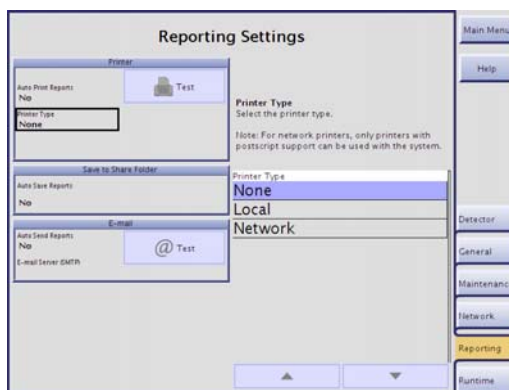 Reporting Settings
Main Menu
Help
Printer
Auto Print Reports
No
Test
Printer Type
None
Printer Type
Select the printer type.
Note: For network printers, only printers with
postscript support can be used with the system.
Save to Share Folder
Auto Save Reports
No
Printer Type
None
Local
Network
E-mail
Auto Send Reports
No
@ Test
E-mail Server (SMTP)
Detector
General
Maintenanc
Network
Reporting
Runtime